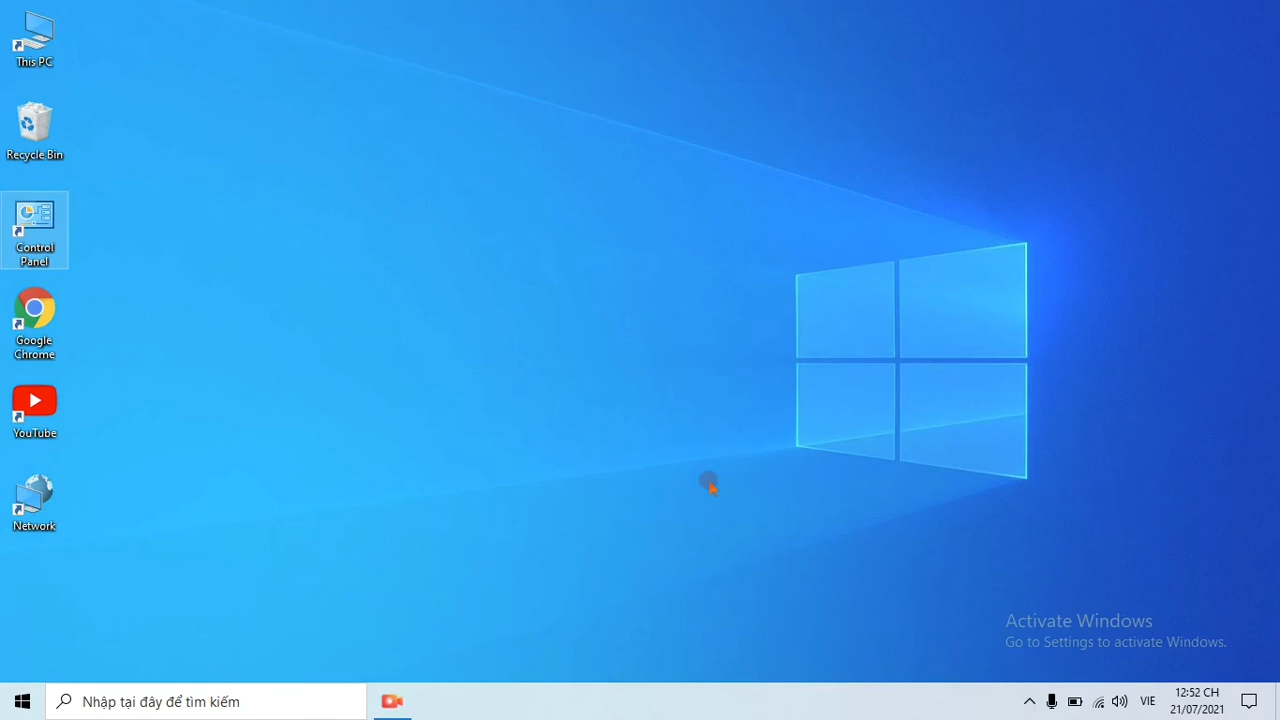 This PC
Recycle Bin
Control
Panel
Google
Chrome
YouTube
Network
Activate Windows
Go to Settings to activate Windows.
Nhập tại đây để tìm kiếm
VIE
12:52 CH
21/07/2021